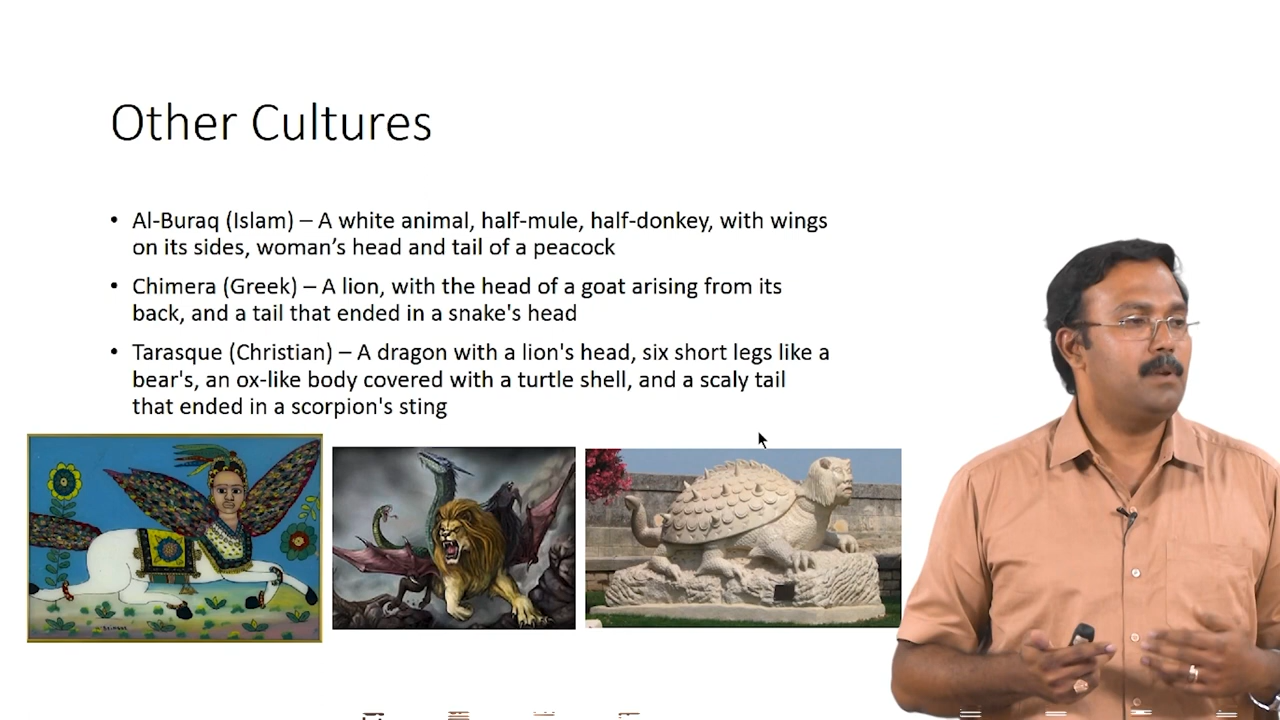 Other Cultures
• Al-Buraq (Islam) – A white animal, half-mule, half-donkey, with wings
on its sides, woman’s head and tail of a peacock
• Chimera (Greek) – A lion, with the head of a goat arising from its
back, and a tail that ended in a snake's head
• Tarasque (Christian) – A dragon with a lion's head, six short legs like a
bear's, an ox-like body covered with a turtle shell, and a scaly tail
that ended in a scorpion's sting